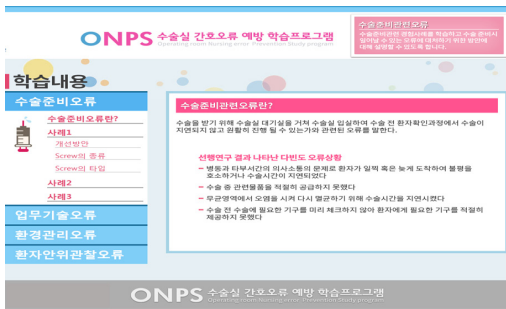 ONPS 수술실 간호오류 예방 학습프로그램
Operating room Nursing error Prevention Study program
수술준비관련오류
수술준비관련 경험사례를 학습하고 수술 준비시
일어날 수 있는 오류에 대비하기 위한 방안에
대해 설명할 수 있도록 합니다.
학습내용
수술준비오류
수술준비오류란?
사례1
개선방안
Screw의 종류
Screw의 타입
사례2
사례3
업무기술오류
환경관리오류
환자안위관찰오류
수술준비관련오류란?
수술을 받기 위해 수술실 대기실을 거쳐 수술실 입실하여 수술 전 환자확인과정에서 수술이
지연되지 않고 원활히 진행 될 수 있는가와 관련된 오류를 말한다.
선행연구 결과 나타난 다빈도 오류상황
– 병동과 타부서간의 의사소통의 문제로 환자가 일찍 혹은 늦게 도착하여 불평을
호소하거나 수술시간이 지연되었다
– 수술 중 관련물품을 적절히 공급하지 못했다
– 무균영역에서 오염을 시켜 다시 멸균하기 위해 수술시간을 지연시켰다
– 수술 전 수술에 필요한 기구를 미리 체크하지 않아 환자에게 필요한 기구를 적절히
제공하지 못했다
ONPS 수술실 간호오류 예방 학습프로그램
Operating room Nursing error Prevention Study program